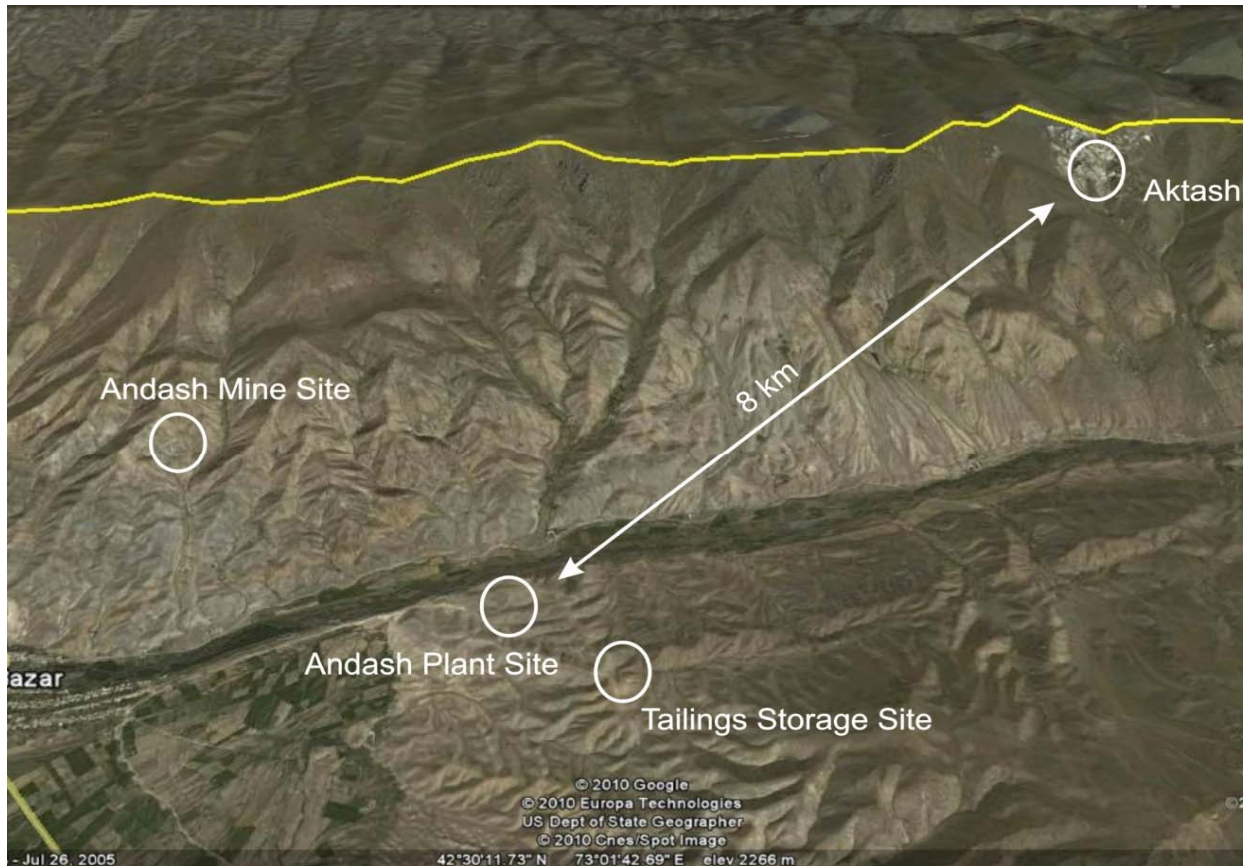 Aktash
8 km
Andash Mine Site
Andash Plant Site
Bazar
Tailings Storage Site
© 2010 Google
© 2010 Europa Technologies
US Dept of State Geographer
© 2010 Cnes/Spot Image
- Jul 26, 2005
42°30'11.73" N 73°01'42.69" E elev 2266 m